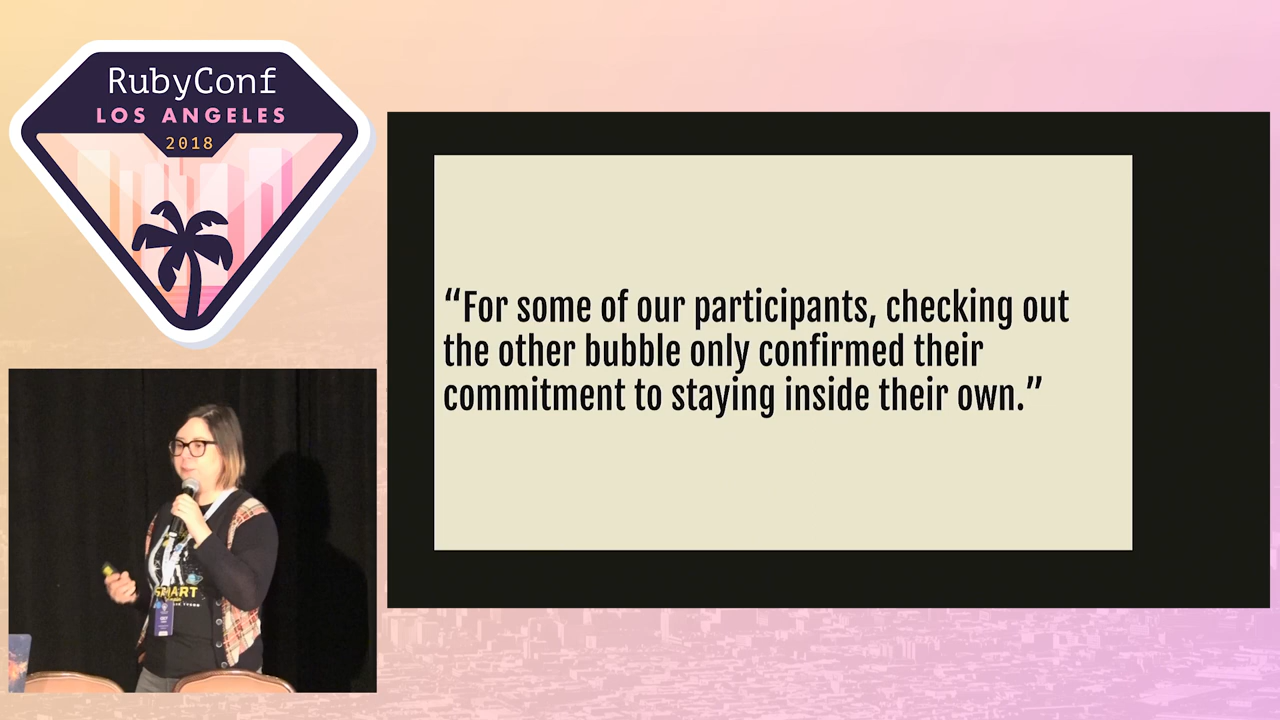 RubyConf
LOS ANGELES
2018
“For some of our participants, checking out
the other bubble only confirmed their
commitment to staying inside their own.”